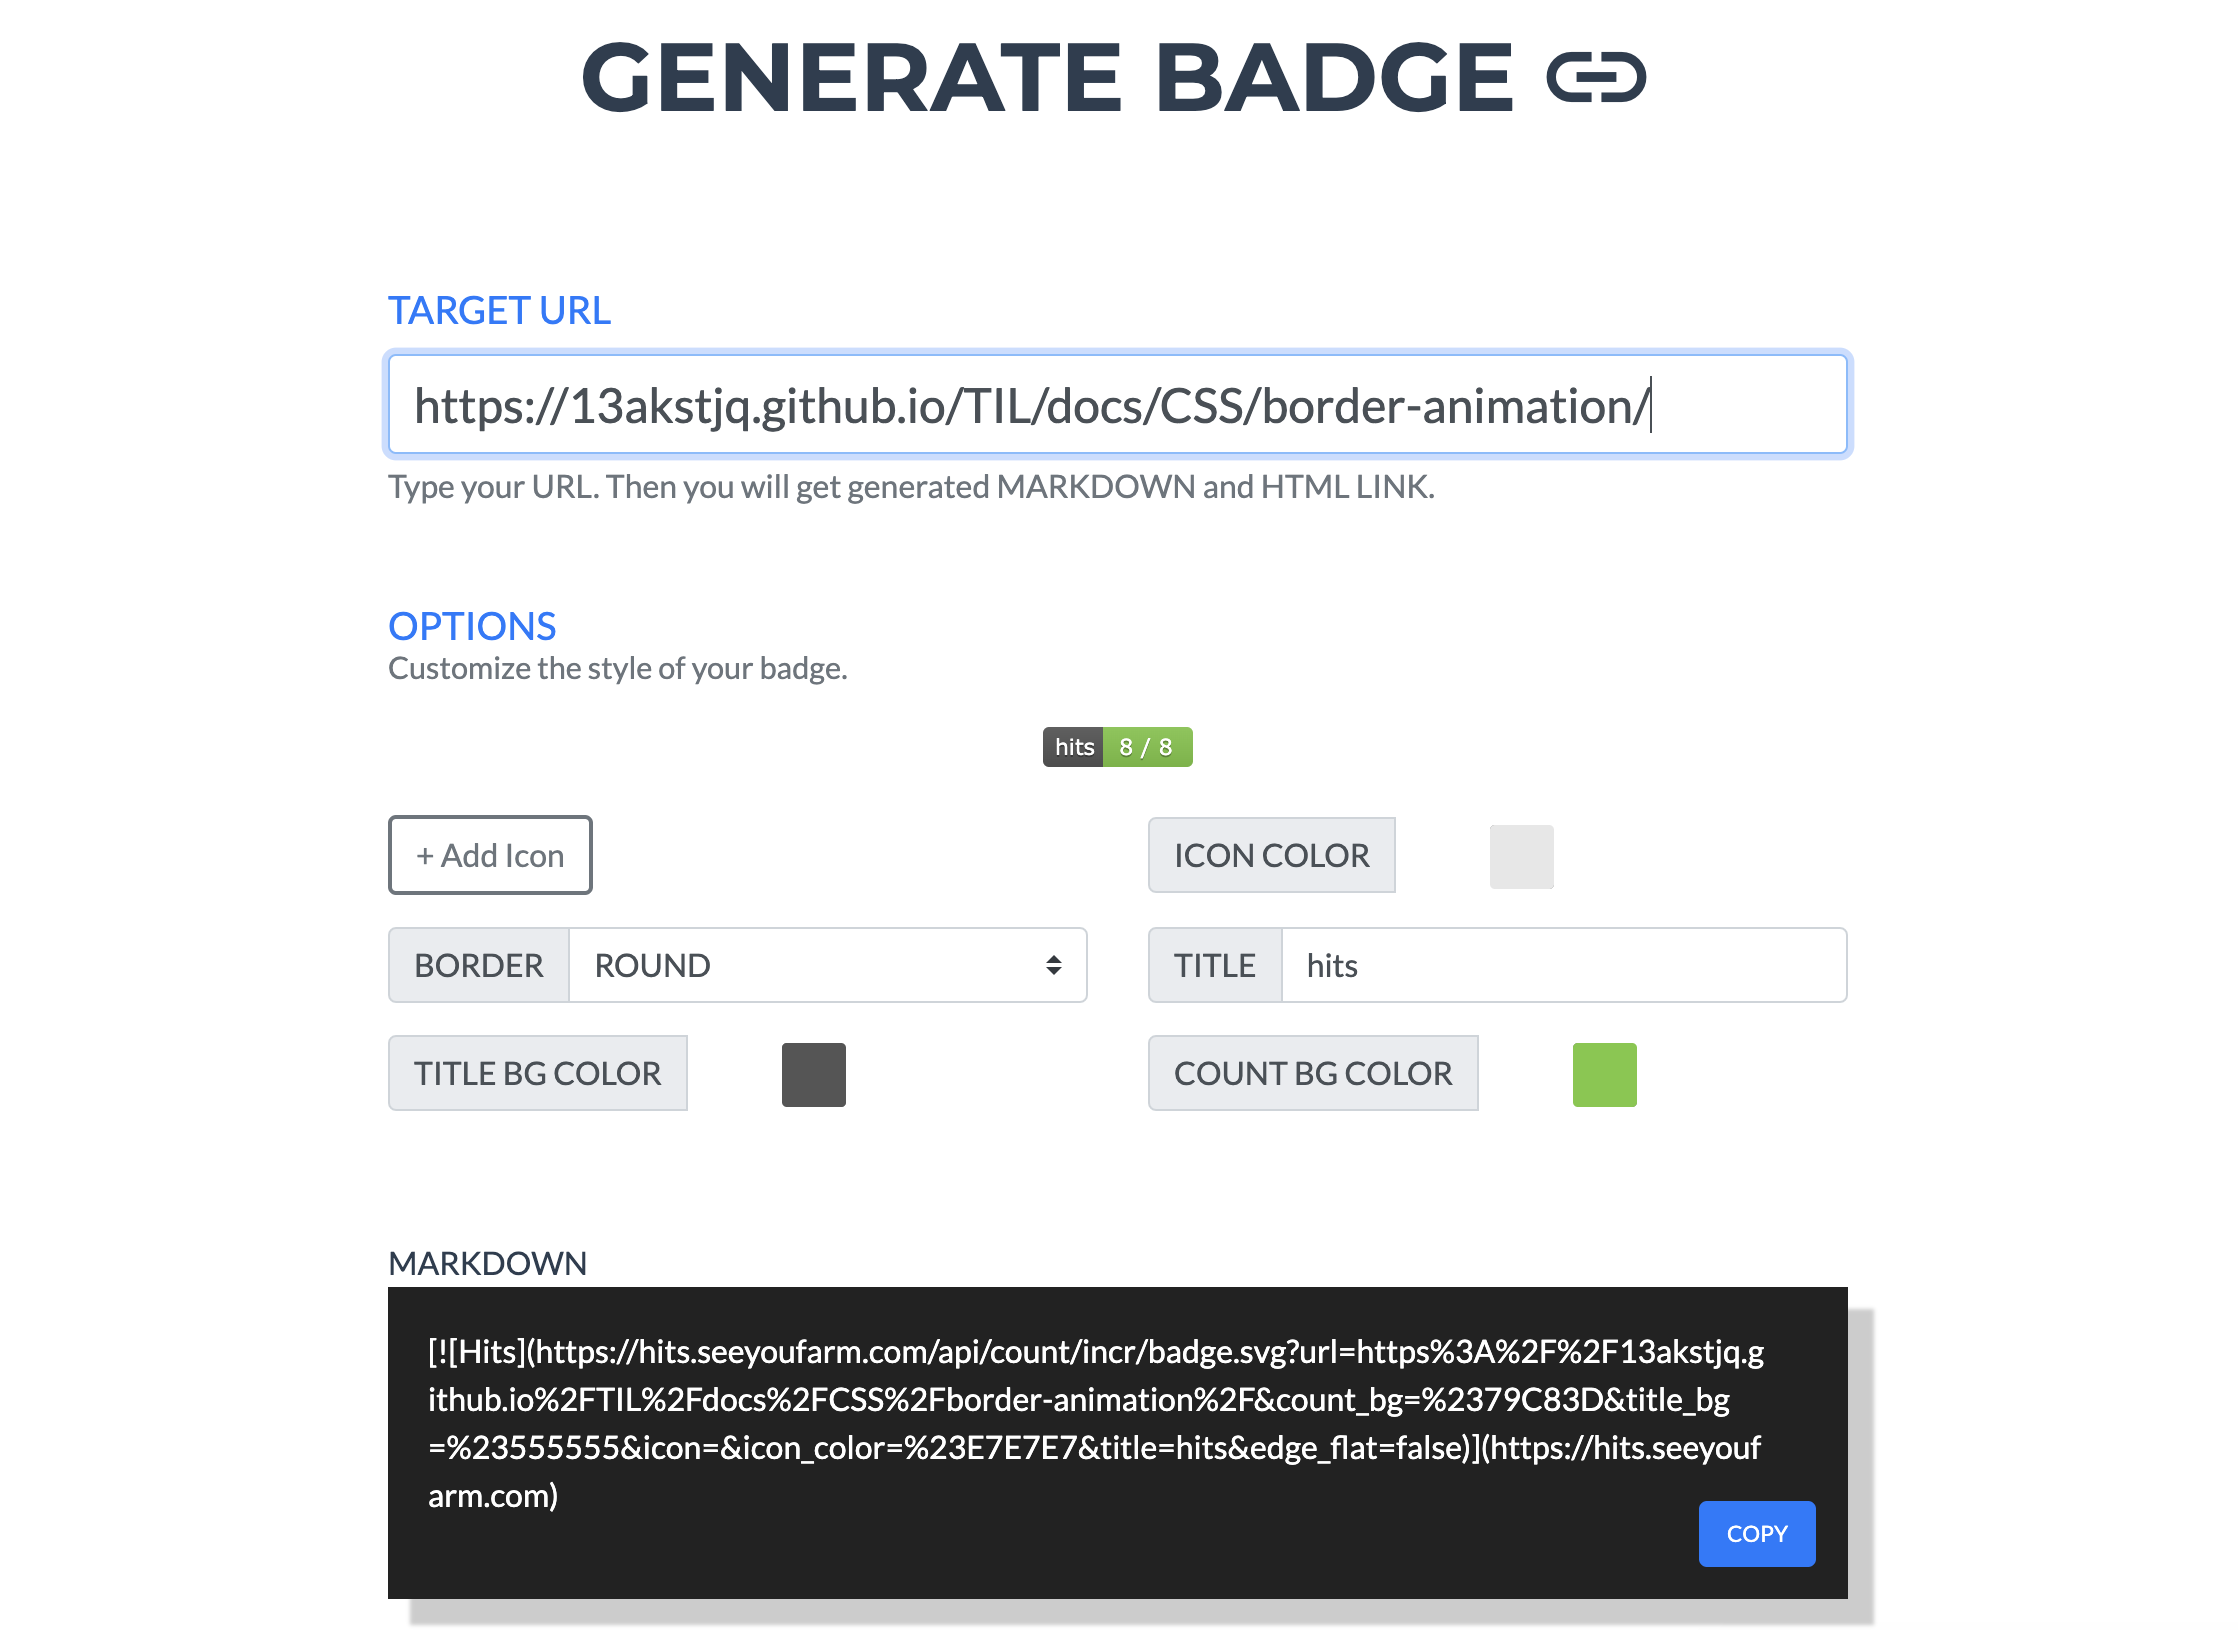 GENERATE BADGE
TARGET URL
https://13akstjq.github.io/TIL/docs/CSS/border-animation/
Type your URL. Then you will get generated MARKDOWN and HTML LINK.
OPTIONS
Customize the style of your badge.
hits 8 / 8
+ Add Icon
ICON COLOR
BORDER ROUND
TITLE hits
TITLE BG COLOR
COUNT BG COLOR
MARKDOWN
[![Hits](https://hits.seeyoufarm.com/api/count/incr/badge.svg?url=https%3A%2F%2F13akstjq.g
ithub.io%2FTIL%2Fdocs%2FCSS%2Fborder-animation%2F&count_bg=%2379C83D&title_bg
=%23555555&icon=&icon_color=%23E7E7E7&title=hits&edge_flat=false)](https://hits.seeyouf
arm.com)
COPY